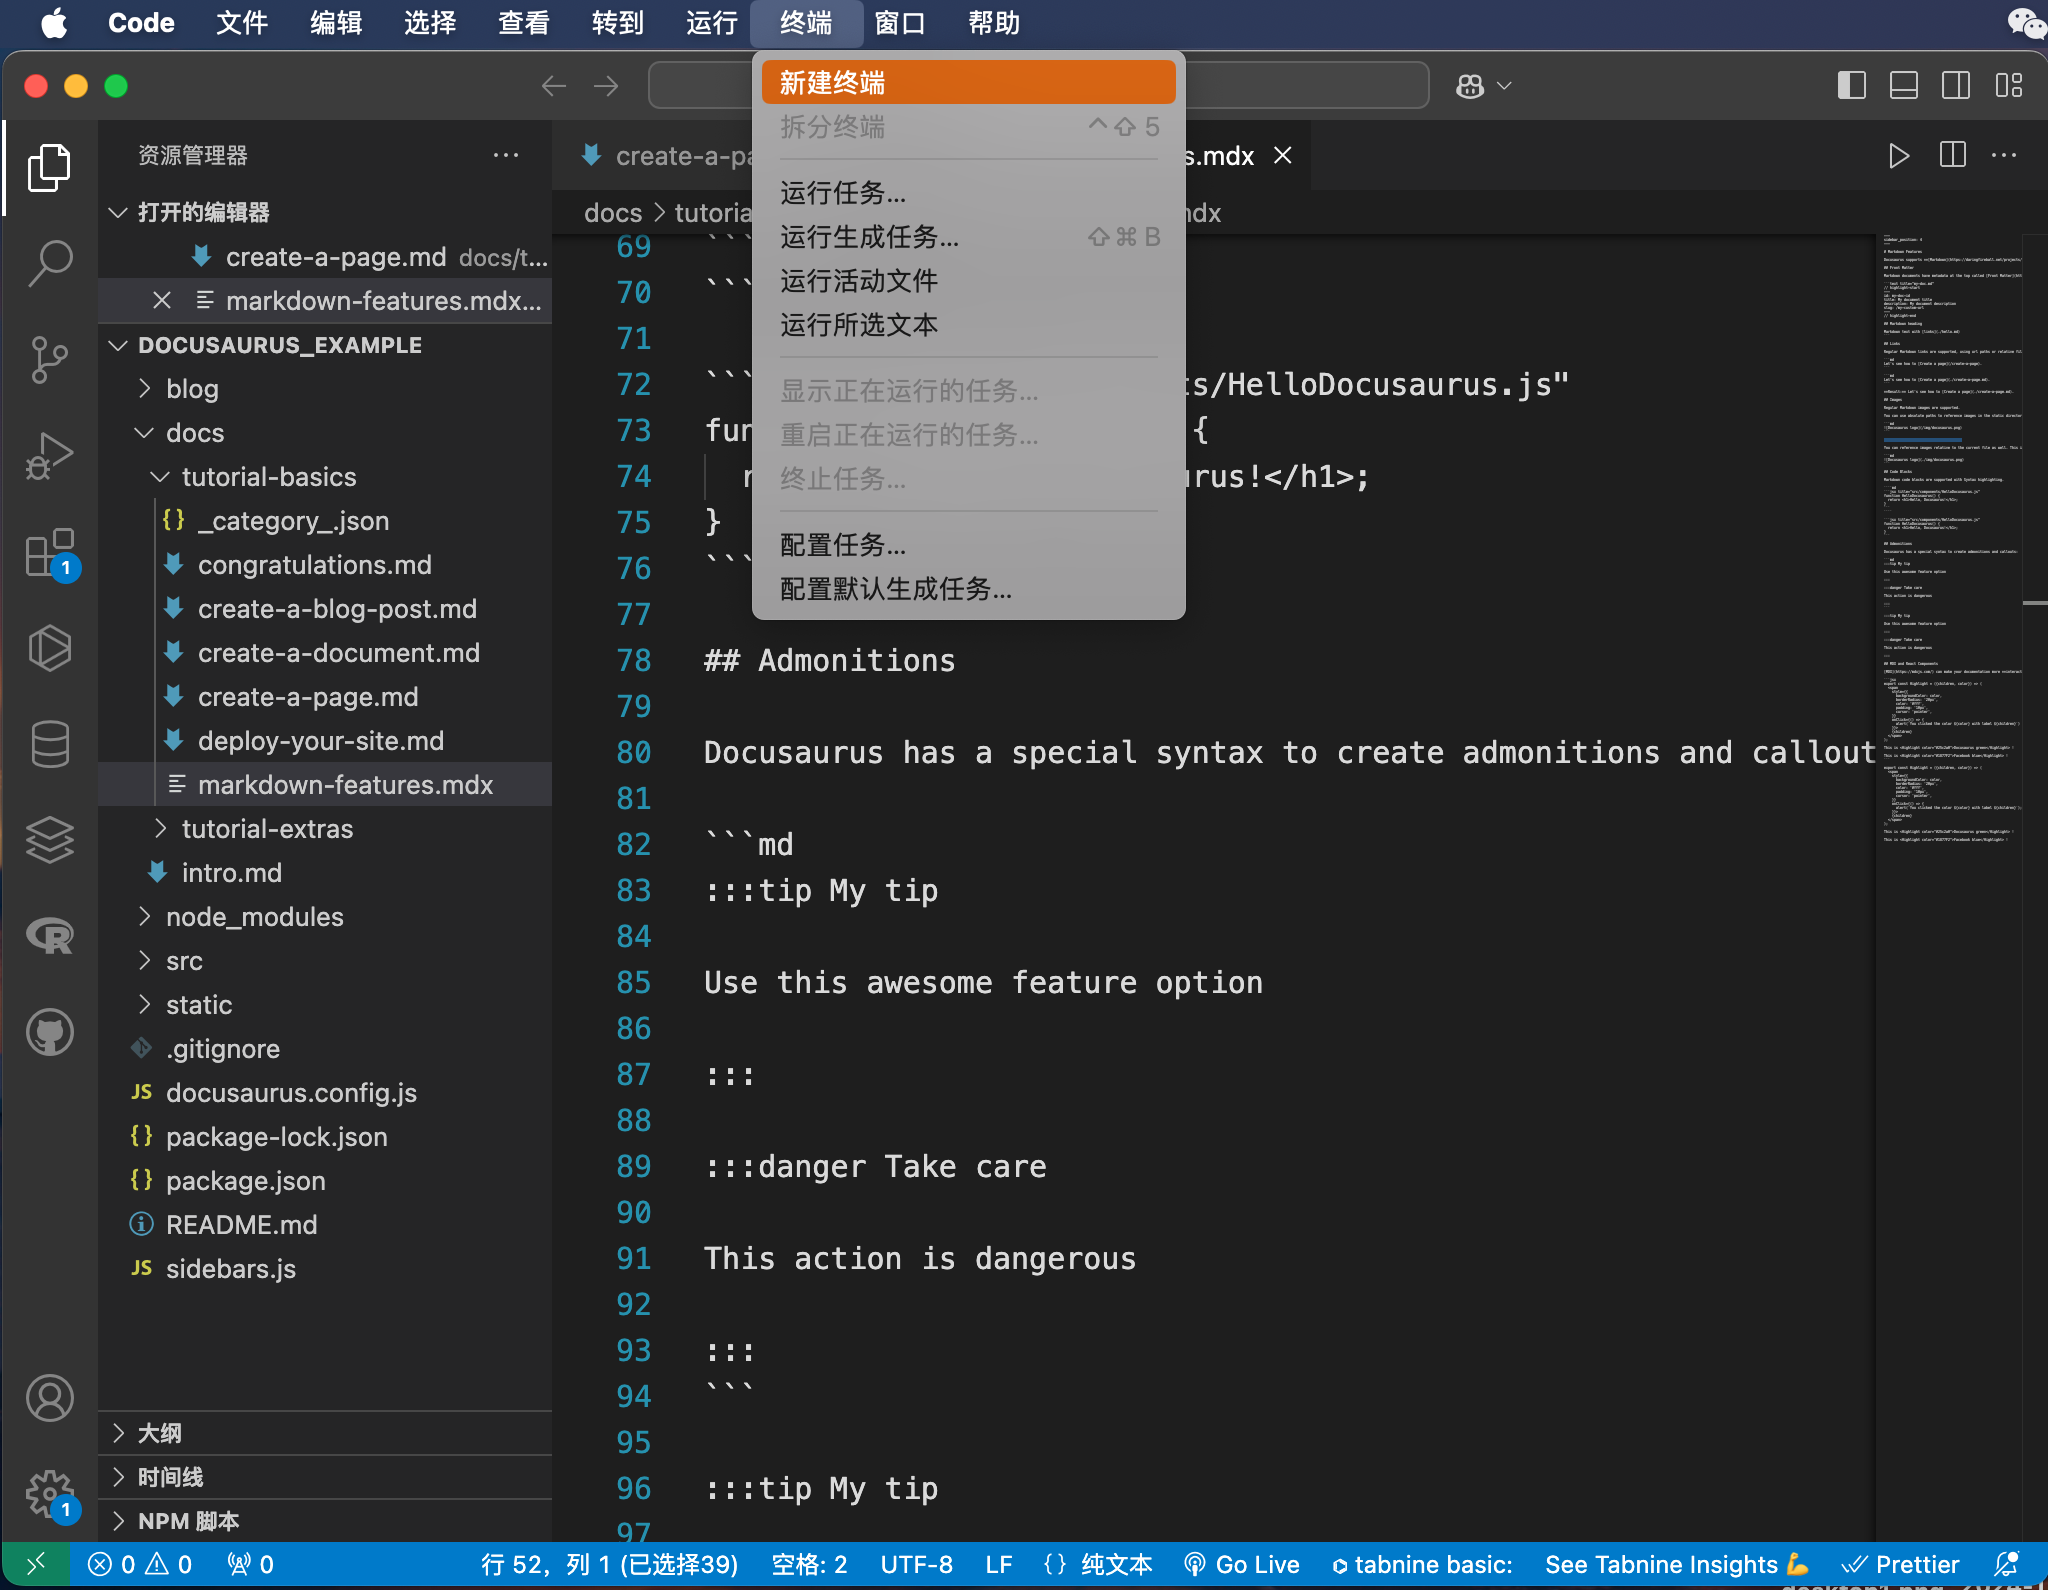 Code 文件 编辑 选择 查看 转到 运行 终端 窗口 帮助
新建终端
拆分终端 ^⇧5
运行任务...
运行生成任务... ⇧⌘B
运行活动文件
运行所选文本
显示正在运行的任务...
重启正在运行的任务...
终止任务...
配置任务...
配置默认生成任务...
资源管理器
打开的编辑器
create-a-page.md docs/t...
markdown-features.mdx...
DOCUSAURUS_EXAMPLE
blog
docs
tutorial-basics
_category_.json
congratulations.md
create-a-blog-post.md
create-a-document.md
create-a-page.md
deploy-your-site.md
markdown-features.mdx
tutorial-extras
intro.md
node_modules
src
static
.gitignore
JS docusaurus.config.js
{} package-lock.json
{} package.json
README.md
JS sidebars.js
大纲
时间线
NPM 脚本
1
1
create-a-pa
s.mdx
docs > tutoria
mdx
69 ```
70 ```
71
72 ``` ts/HelloDocusaurus.js"
73 fun {
74 r urus!</h1>;
75 }
76 ```
77
78 ## Admonitions
79
80 Docusaurus has a special syntax to create admonitions and callout
81
82 ```md
83 :::tip My tip
84
85 Use this awesome feature option
86
87 :::
88
89 :::danger Take care
90
91 This action is dangerous
92
93 :::
94 ```
95
96 :::tip My tip
97
0 0 0 行 52，列 1 (已选择39) 空格: 2 UTF-8 LF {} 纯文本 Go Live tabnine basic: See Tabnine Insights 💪 Prettier